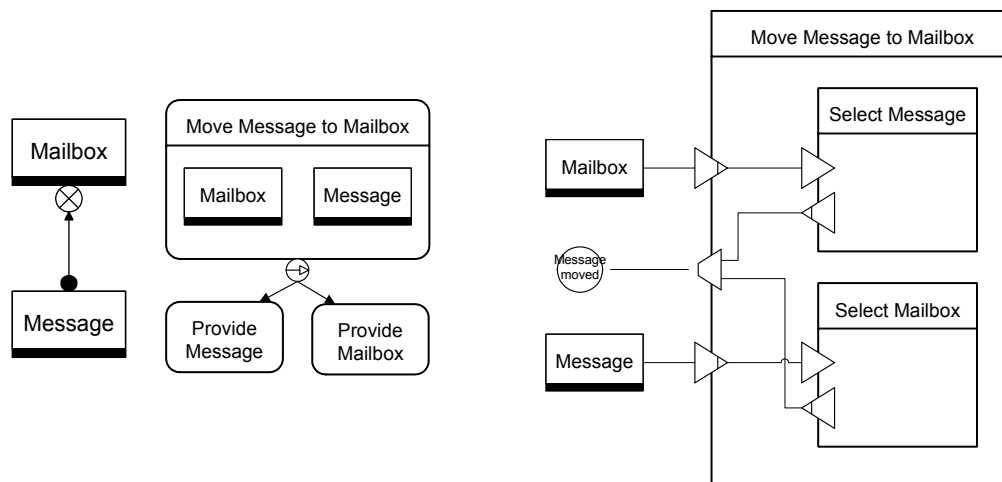 Mailbox
Message
Move Message to Mailbox
Mailbox
Message
Provide
Message
Provide
Mailbox
Move Message to Mailbox
Select Message
Mailbox
Message
moved
Select Mailbox
Message